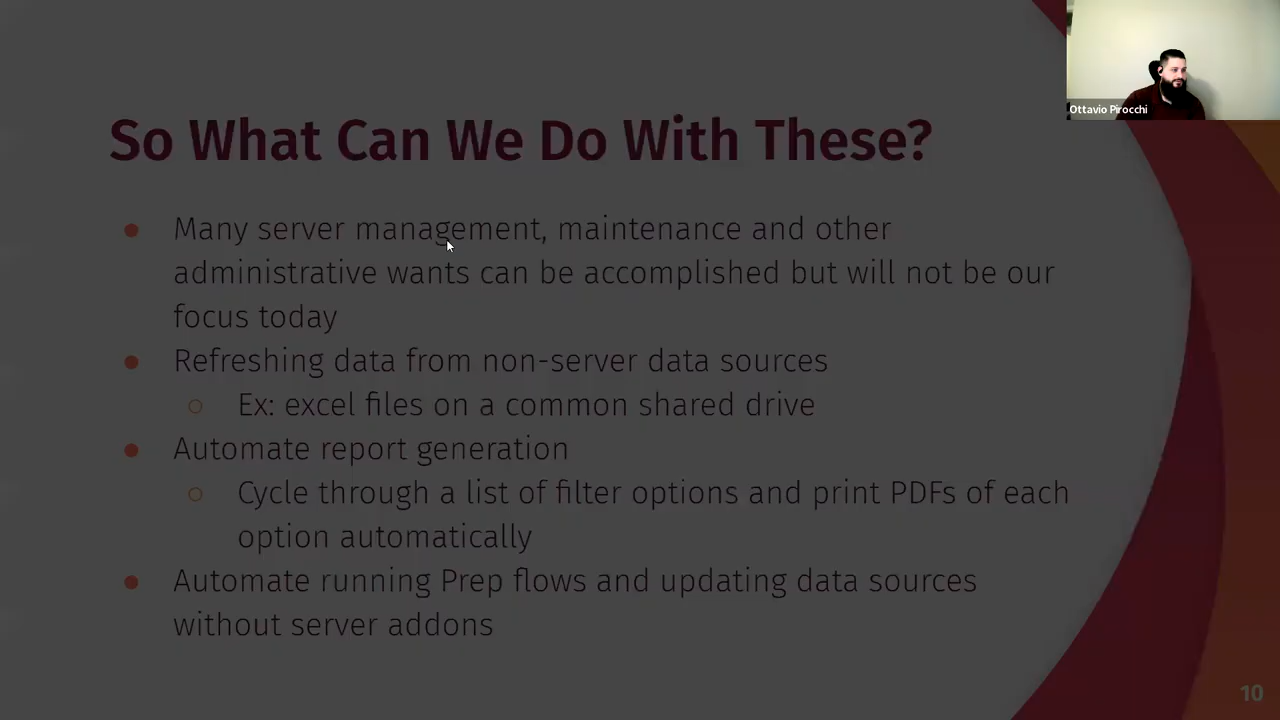 Ottavio Pirocchi
So What Can We Do With These?
● Many server management, maintenance and other
administrative wants can be accomplished but will not be our
focus today
● Refreshing data from non-server data sources
○ Ex: excel files on a common shared drive
● Automate report generation
○ Cycle through a list of filter options and print PDFs of each
option automatically
● Automate running Prep flows and updating data sources
without server addons
10